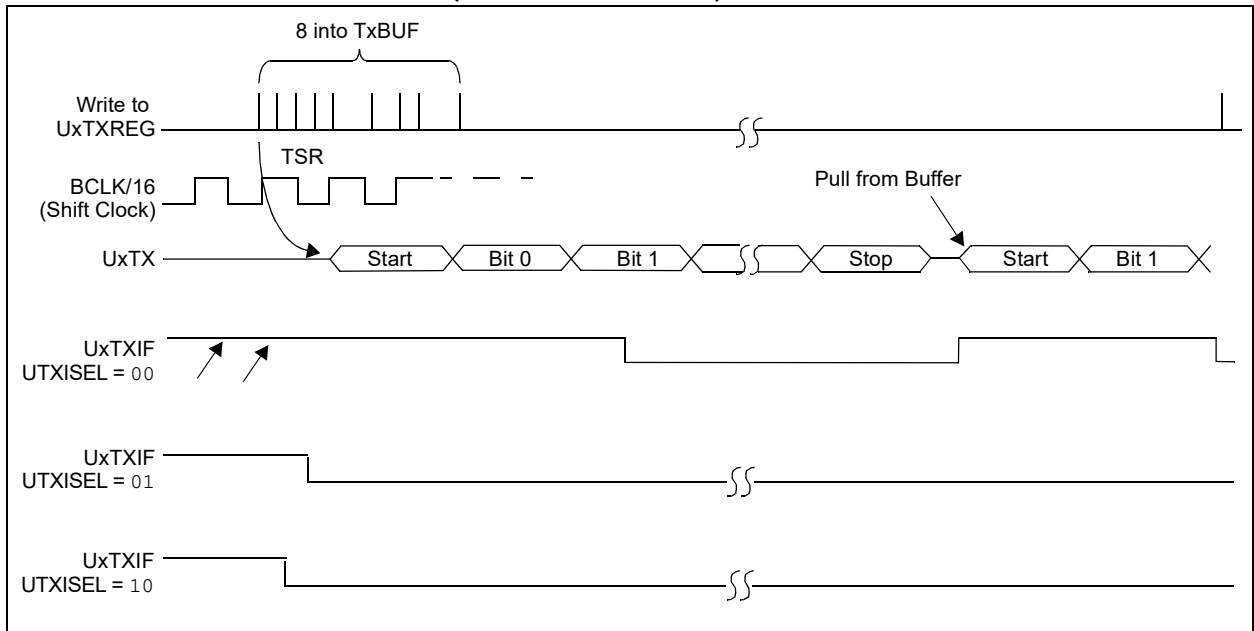 8 into TxBUF
Write to
UxTXREG
TSR
BCLK/16
(Shift Clock)
Pull from Buffer
UxTX
Start
Bit 0
Bit 1
Stop
Start
Bit 1
UxTXIF
UTXISEL = 00
UxTXIF
UTXISEL = 01
UxTXIF
UTXISEL = 10